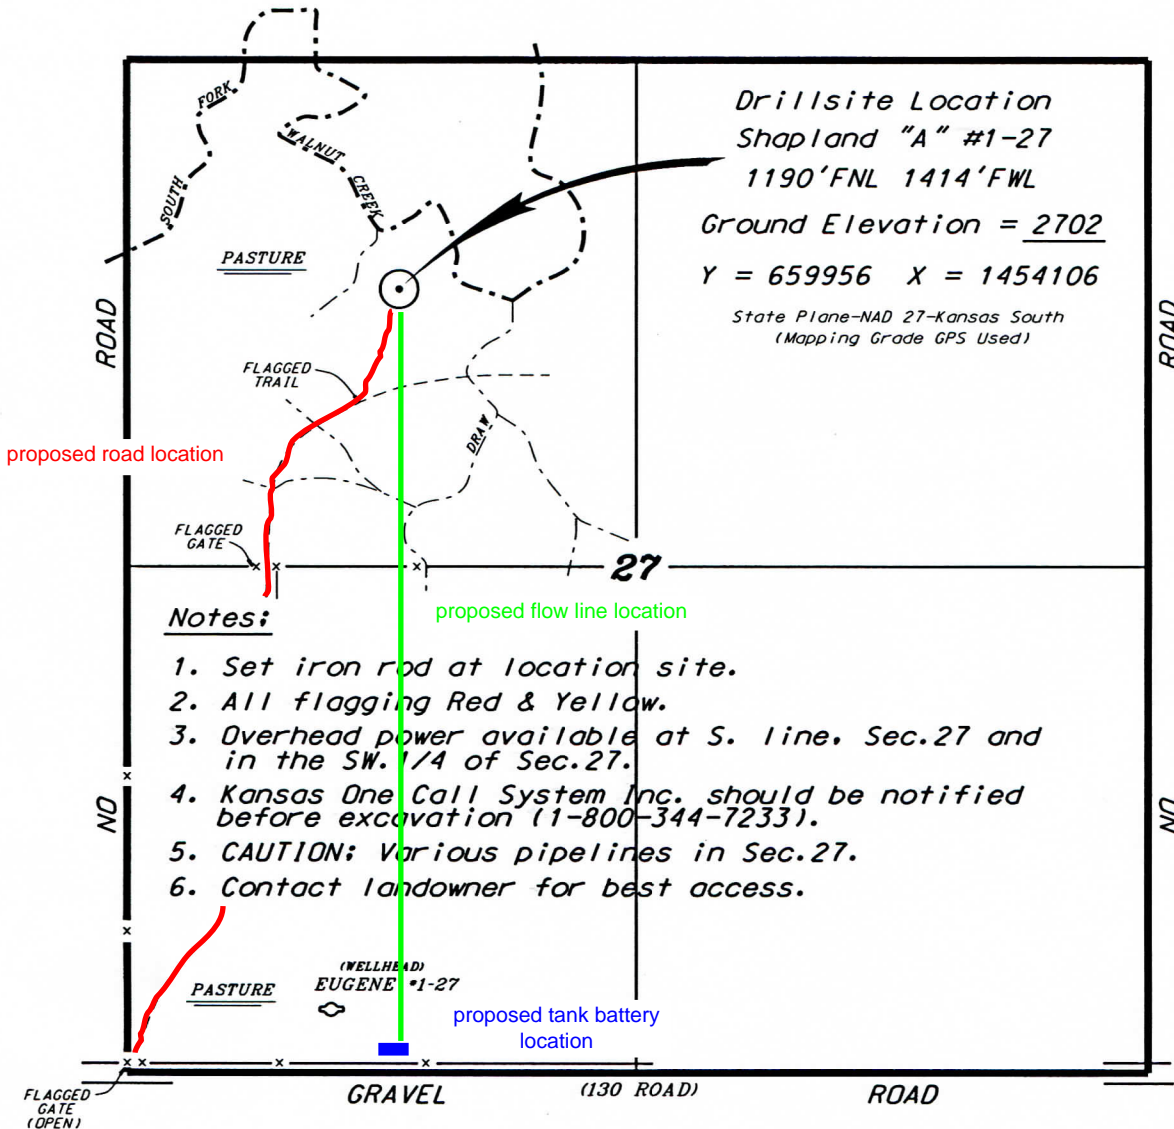 FORK
WALNUT
CREEK
SOUTH
PASTURE
Drillsite Location
Shapland "A" #1-27
1190'FNL 1414'FWL
Ground Elevation = 2702
Y = 659956 X = 1454106
State Plane-NAD 27-Kansas South
(Mapping Grade GPS Used)
ROAD
ROAD
FLAGGED
TRAIL
DRAW
proposed road location
FLAGGED
GATE
27
proposed flow line location
Notes:
1. Set iron rod at location site.
2. All flagging Red & Yellow.
3. Overhead power available at S. line, Sec.27 and
in the SW.1/4 of Sec.27.
4. Kansas One Call System Inc. should be notified
before excavation (1-800-344-7233).
5. CAUTION: Various pipelines in Sec.27.
6. Contact landowner for best access.
NO
NO
PASTURE
(WELLHEAD)
EUGENE #1-27
proposed tank battery
location
FLAGGED
GATE
(OPEN)
GRAVEL (130 ROAD) ROAD